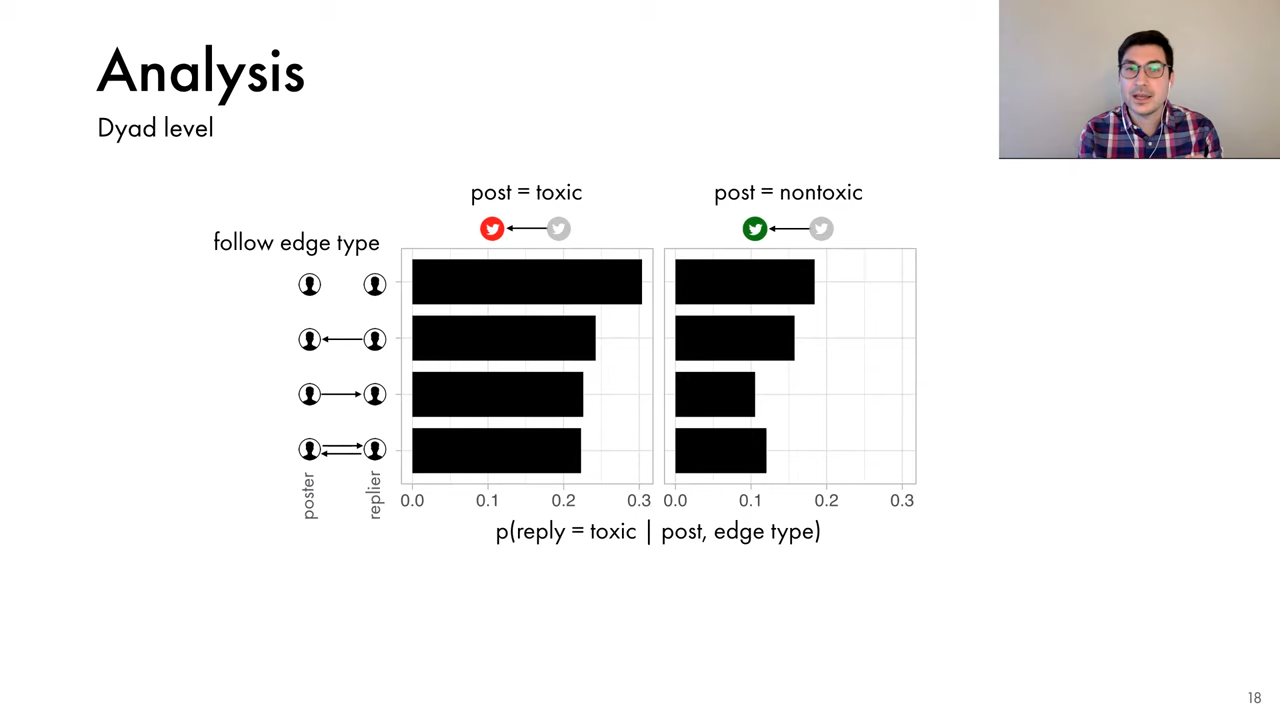 Analysis
Dyad level
post = toxic
post = nontoxic
follow edge type
poster
replier
0.0 0.1 0.2 0.3
0.0 0.1 0.2 0.3
p(reply = toxic | post, edge type)
18